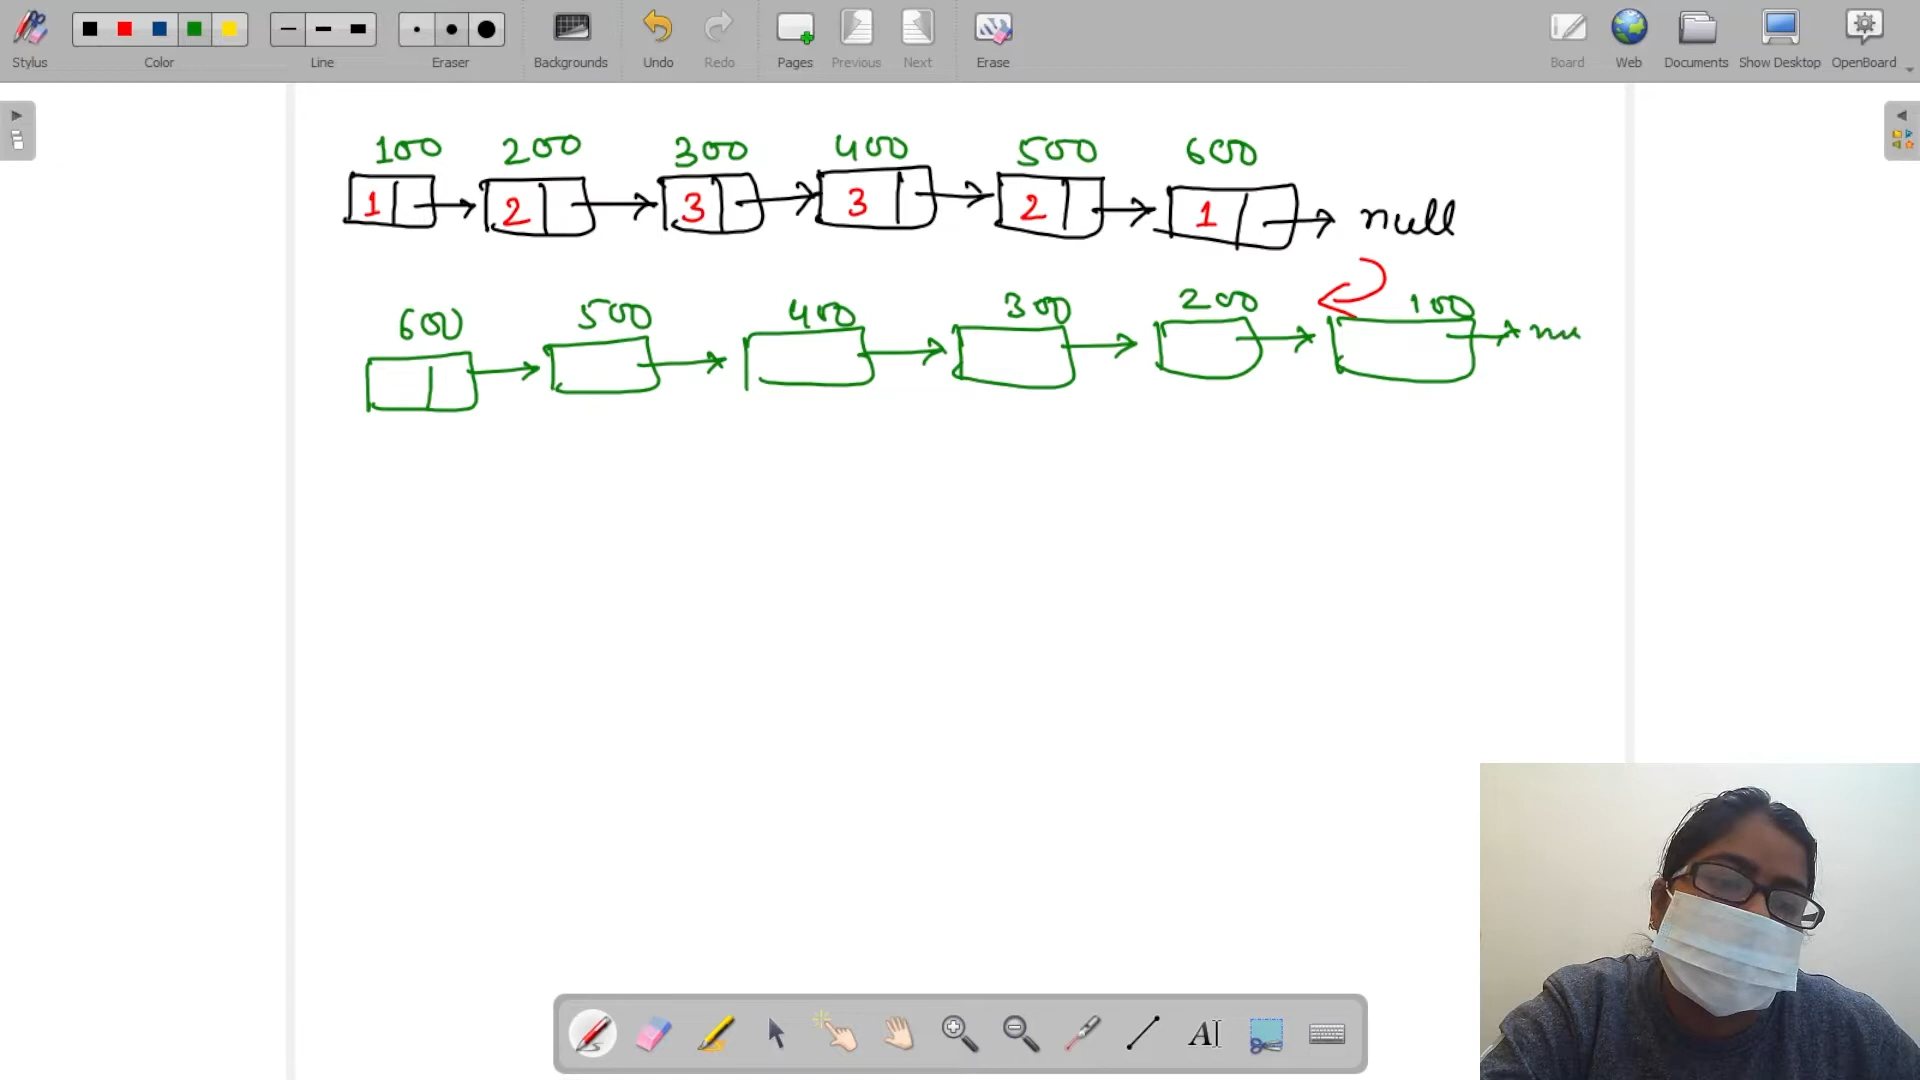 Stylus Color Line Eraser Backgrounds Undo Redo Pages Previous Next Erase Board Web Documents Show Desktop OpenBoard
100 200 300 400 500 600
1 2 3 3 2 1 null
600 500 400 300 200 100
nu